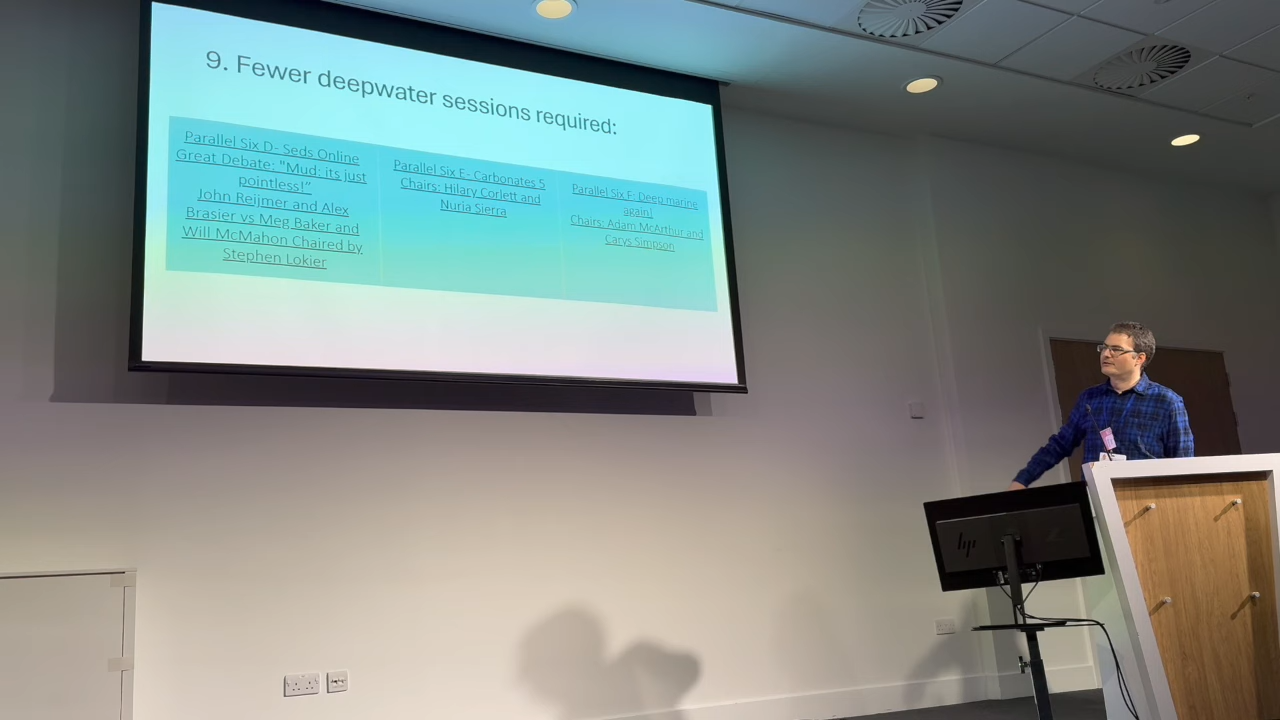 9. Fewer deepwater sessions required:
Parallel Six D- Seds Online
Great Debate: "Mud: its just
pointless!”
John Reijmer and Alex
Brasier vs Meg Baker and
Will McMahon Chaired by
Stephen Lokier
Parallel Six E- Carbonates 5
Chairs: Hilary Corlett and
Nuria Sierra
Parallel Six F: Deep marine
again!
Chairs: Adam McArthur and
Carys Simpson
hp